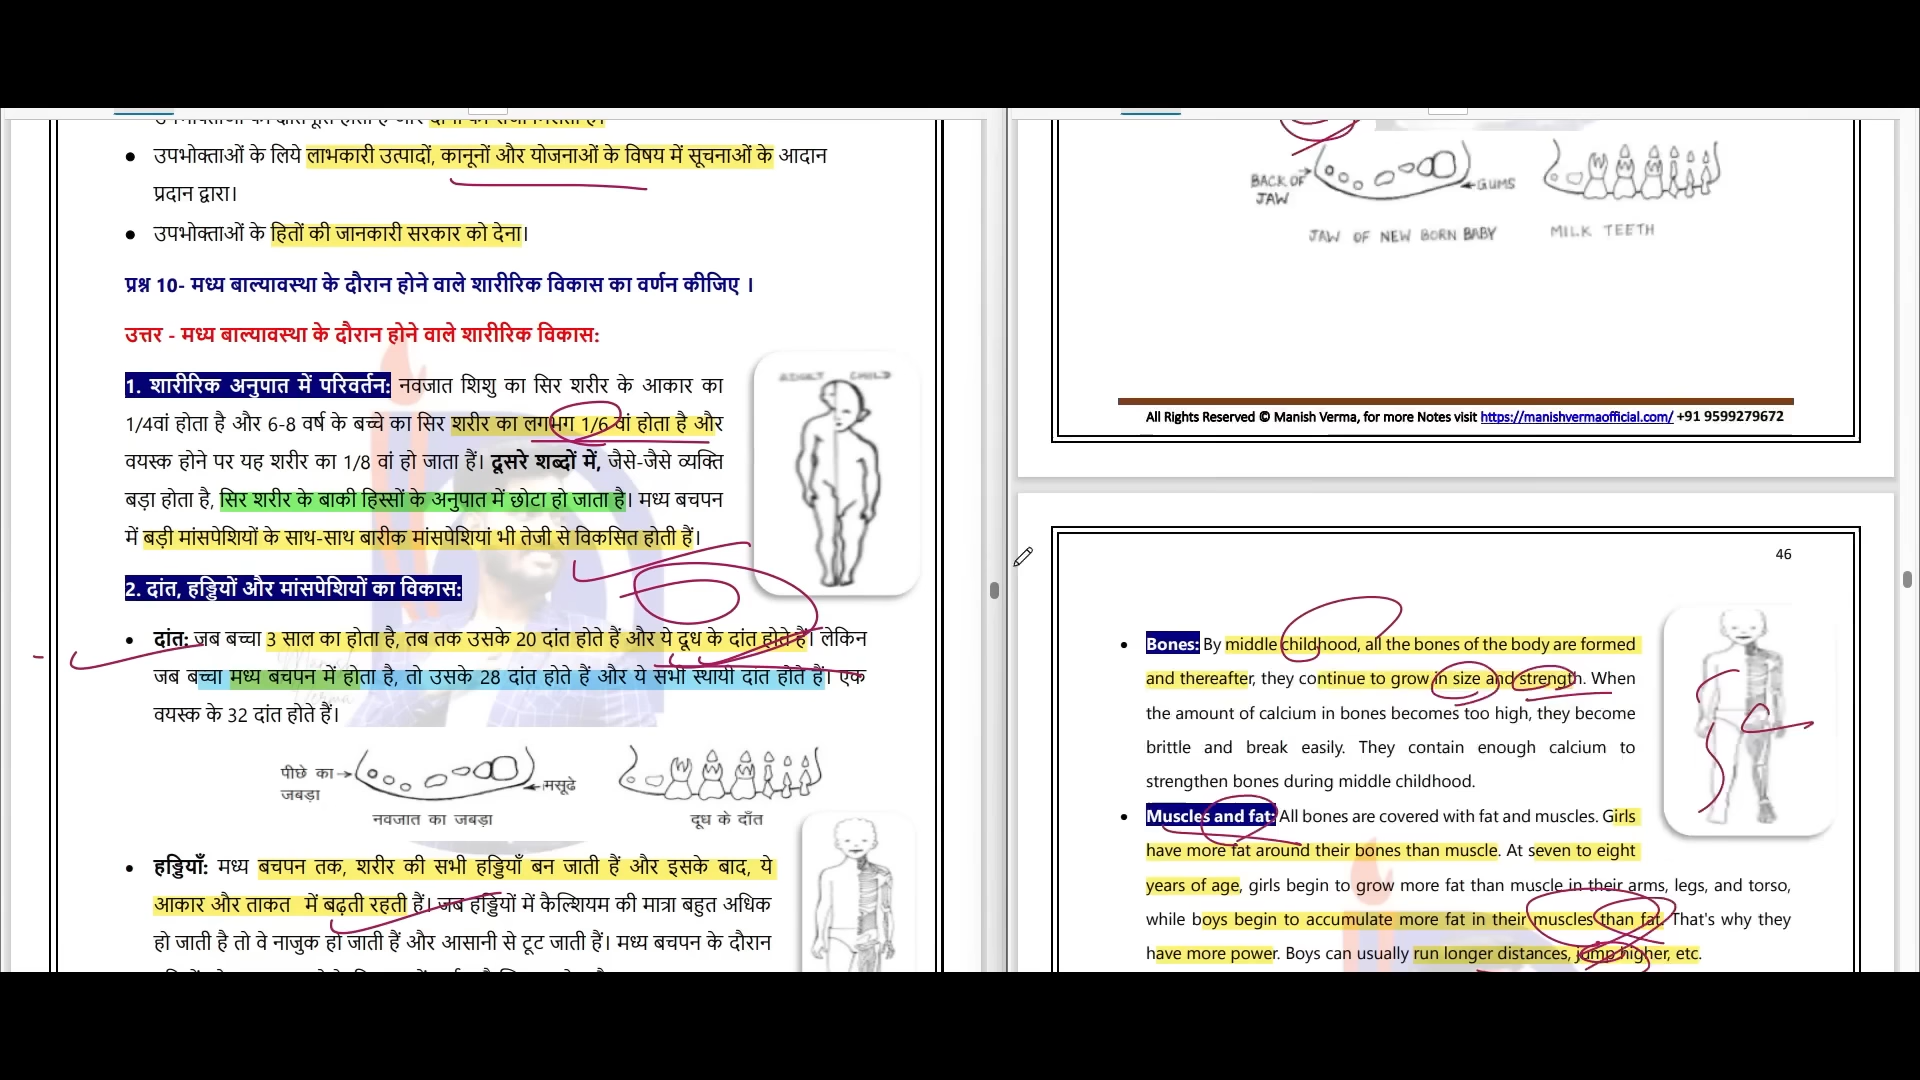 उपभोक्ताओं के लिये लाभकारी उत्पादों, कानूनों और योजनाओं के विषय में सूचनाओं के आदान
प्रदान द्वारा।
उपभोक्ताओं के हितों की जानकारी सरकार को देना।
प्रश्न 10- मध्य बाल्यावस्था के दौरान होने वाले शारीरिक विकास का वर्णन कीजिए ।
उत्तर - मध्य बाल्यावस्था के दौरान होने वाले शारीरिक विकास:
1. शारीरिक अनुपात में परिवर्तन: नवजात शिशु का सिर शरीर के आकार का
1/4वां होता है और 6-8 वर्ष के बच्चे का सिर शरीर का लगभग 1/6 वां होता है और
वयस्क होने पर यह शरीर का 1/8 वां हो जाता हैं। दूसरे शब्दों में, जैसे-जैसे व्यक्ति
बड़ा होता है, सिर शरीर के बाकी हिस्सों के अनुपात में छोटा हो जाता है। मध्य बचपन
में बड़ी मांसपेशियों के साथ-साथ बारीक मांसपेशियां भी तेजी से विकसित होती हैं।
ADULT CHILD
2. दांत, हड्डियों और मांसपेशियों का विकास:
दांत: जब बच्चा 3 साल का होता है, तब तक उसके 20 दांत होते हैं और ये दूध के दांत होते हैं। लेकिन
जब बच्चा मध्य बचपन में होता है, तो उसके 28 दांत होते हैं और ये सभी स्थायी दांत होते हैं। एक
वयस्क के 32 दांत होते हैं।
पीछे का
जबड़ा
मसूढे
नवजात का जबड़ा
दूध के दाँत
हड्डियाँ: मध्य बचपन तक, शरीर की सभी हड्डियाँ बन जाती हैं और इसके बाद, ये
आकार और ताकत में बढ़ती रहती हैं। जब हड्डियों में कैल्शियम की मात्रा बहुत अधिक
हो जाती है तो वे नाजुक हो जाती हैं और आसानी से टूट जाती हैं। मध्य बचपन के दौरान
BACK OF
JAW
GUMS
JAW OF NEW BORN BABY
MILK TEETH
All Rights Reserved © Manish Verma, for more Notes visit https://manishvermaofficial.com/ +91 9599279672
46
Bones: By middle childhood, all the bones of the body are formed
and thereafter, they continue to grow in size and strength. When
the amount of calcium in bones becomes too high, they become
brittle and break easily. They contain enough calcium to
strengthen bones during middle childhood.
Muscles and fat: All bones are covered with fat and muscles. Girls
have more fat around their bones than muscle. At seven to eight
years of age, girls begin to grow more fat than muscle in their arms, legs, and torso,
while boys begin to accumulate more fat in their muscles than fat. That's why they
have more power. Boys can usually run longer distances, jump higher, etc.